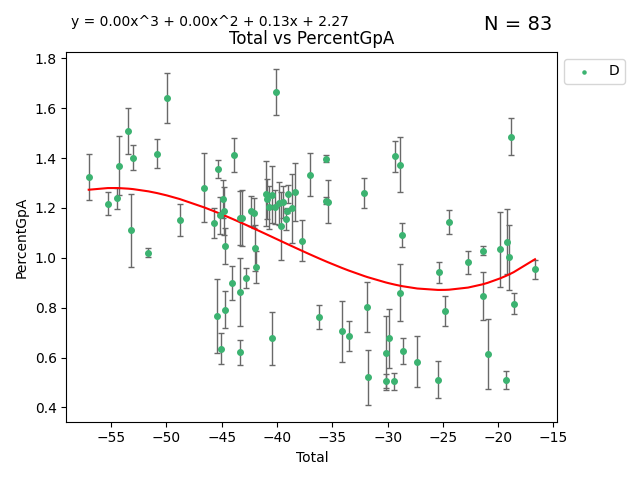 y = 0.00x^3 + 0.00x^2 + 0.13x + 2.27
N = 83
Total vs PercentGpA
D
PercentGpA
1.8
1.6
1.4
1.2
1.0
0.8
0.6
0.4
−55 −50 −45 −40 −35 −30 −25 −20 −15
Total